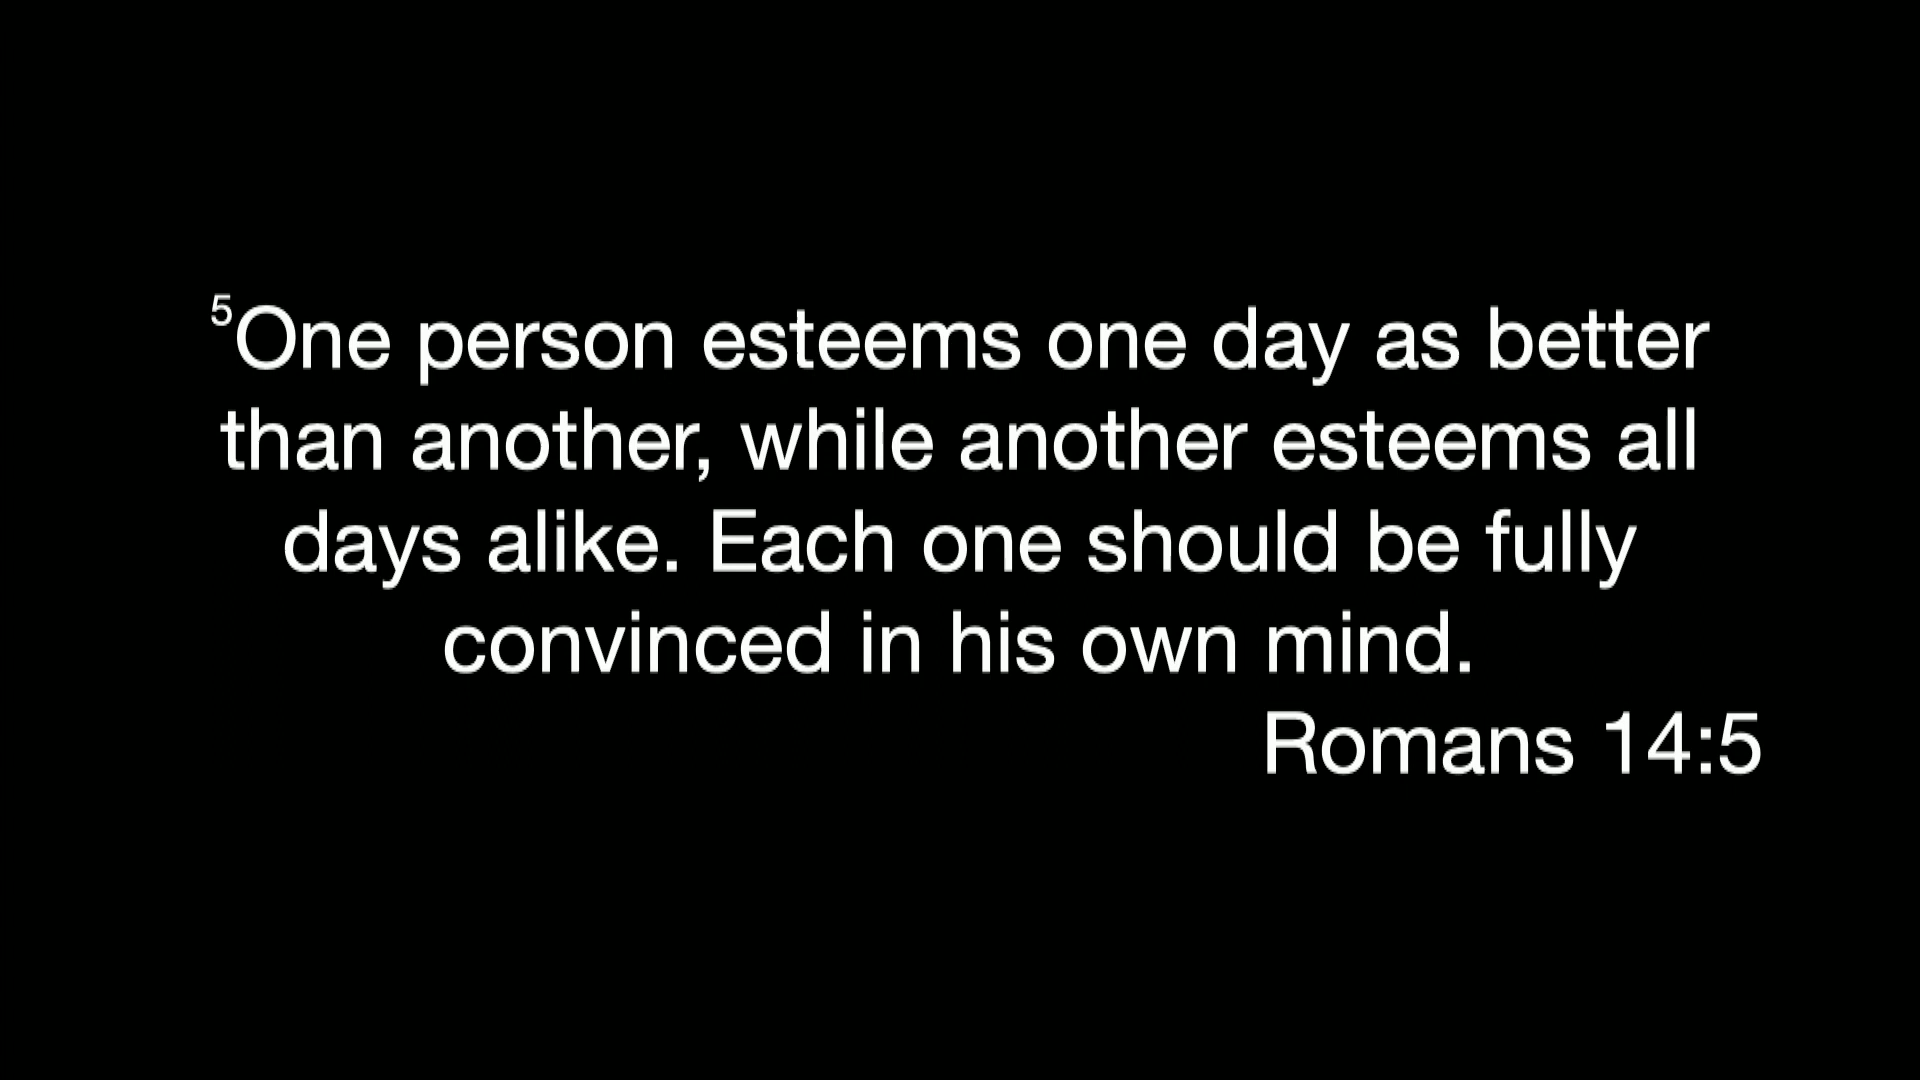 ⁵One person esteems one day as better
than another, while another esteems all
days alike. Each one should be fully
convinced in his own mind.
Romans 14:5